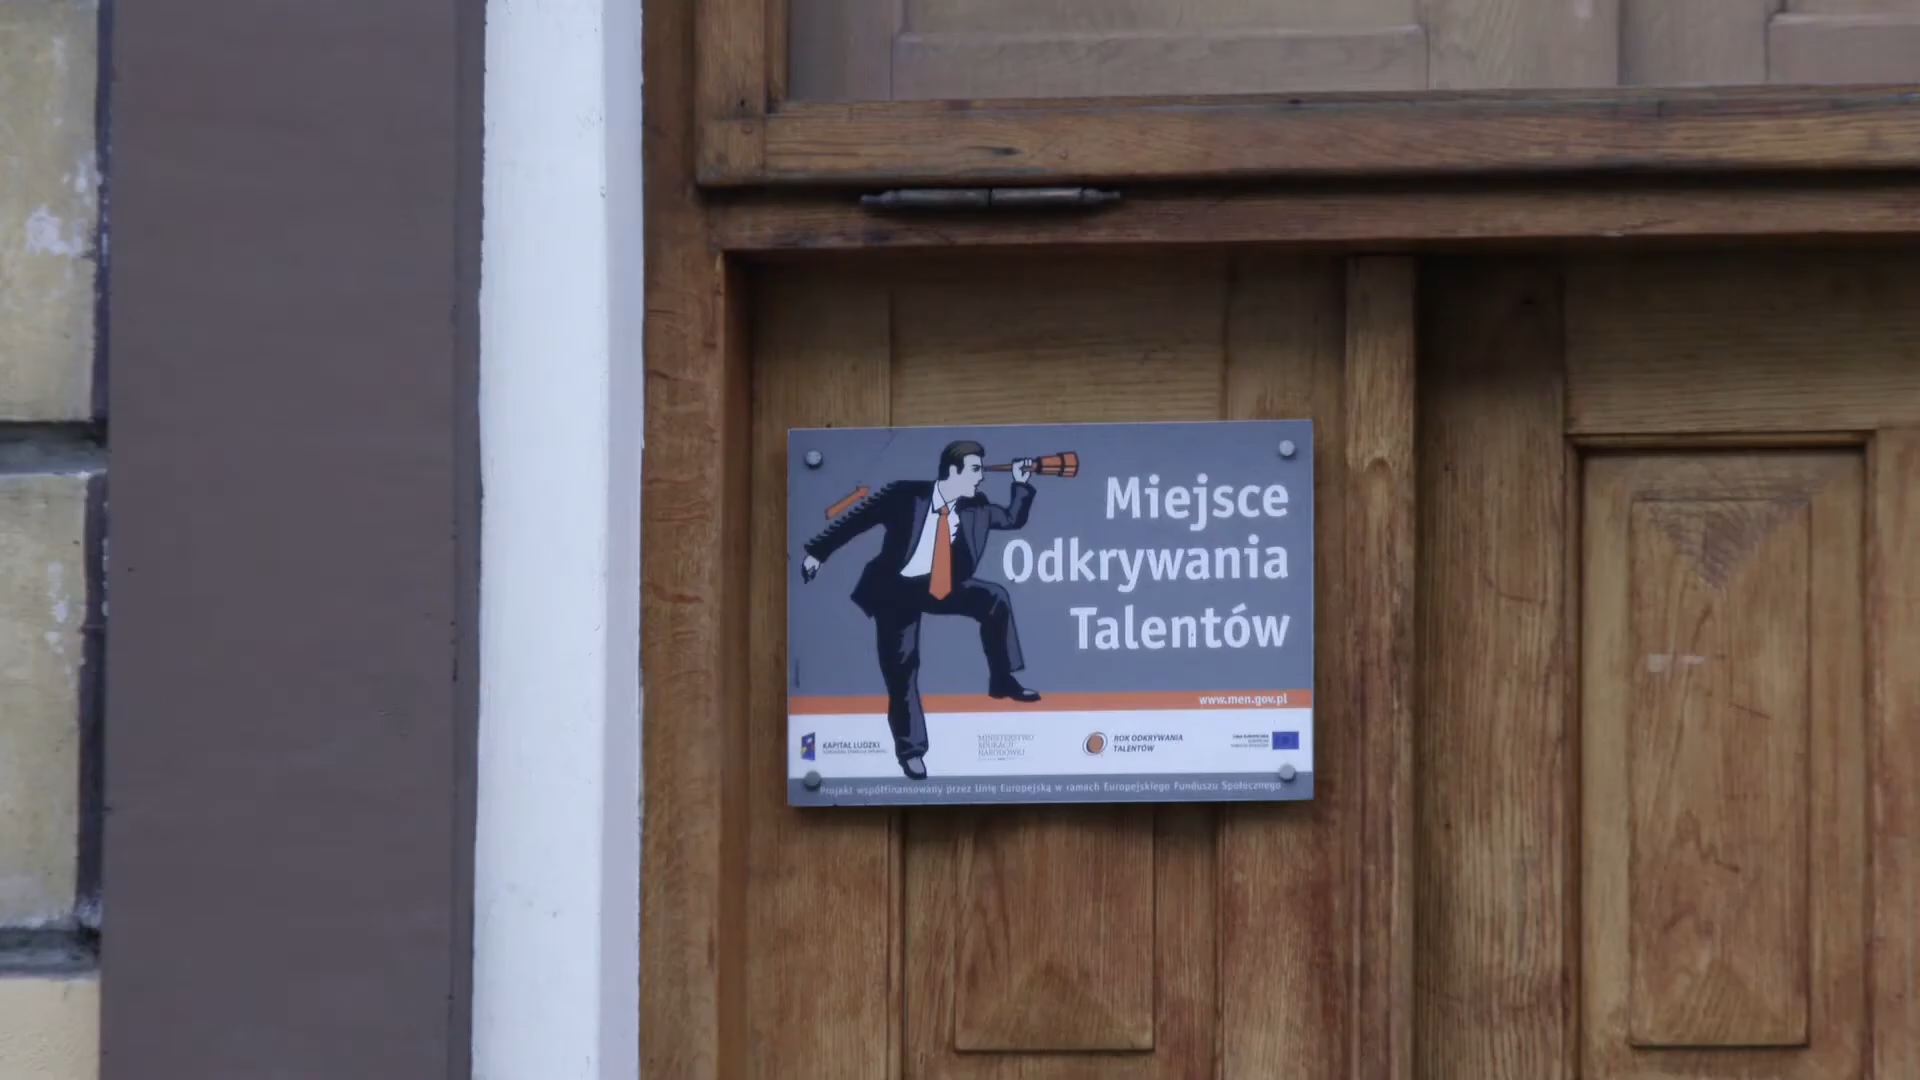 Miejsce
Odkrywania
Talentów
www.men.gov.pl
KAPITAŁ LUDZKI
MINISTERSTWO
EDUKACJI
NARODOWEJ
ROK ODKRYWANIA
TALENTÓW
Projekt współfinansowany przez Unię Europejską w ramach Europejskiego Funduszu Społecznego